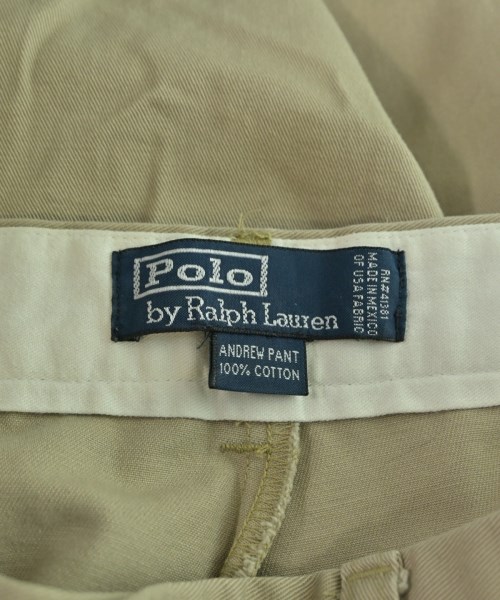 Polo
by Ralph Lauren
RN#41381
MADE IN MEXICO
OF USA FABRIC
ANDREW PANT
100% COTTON